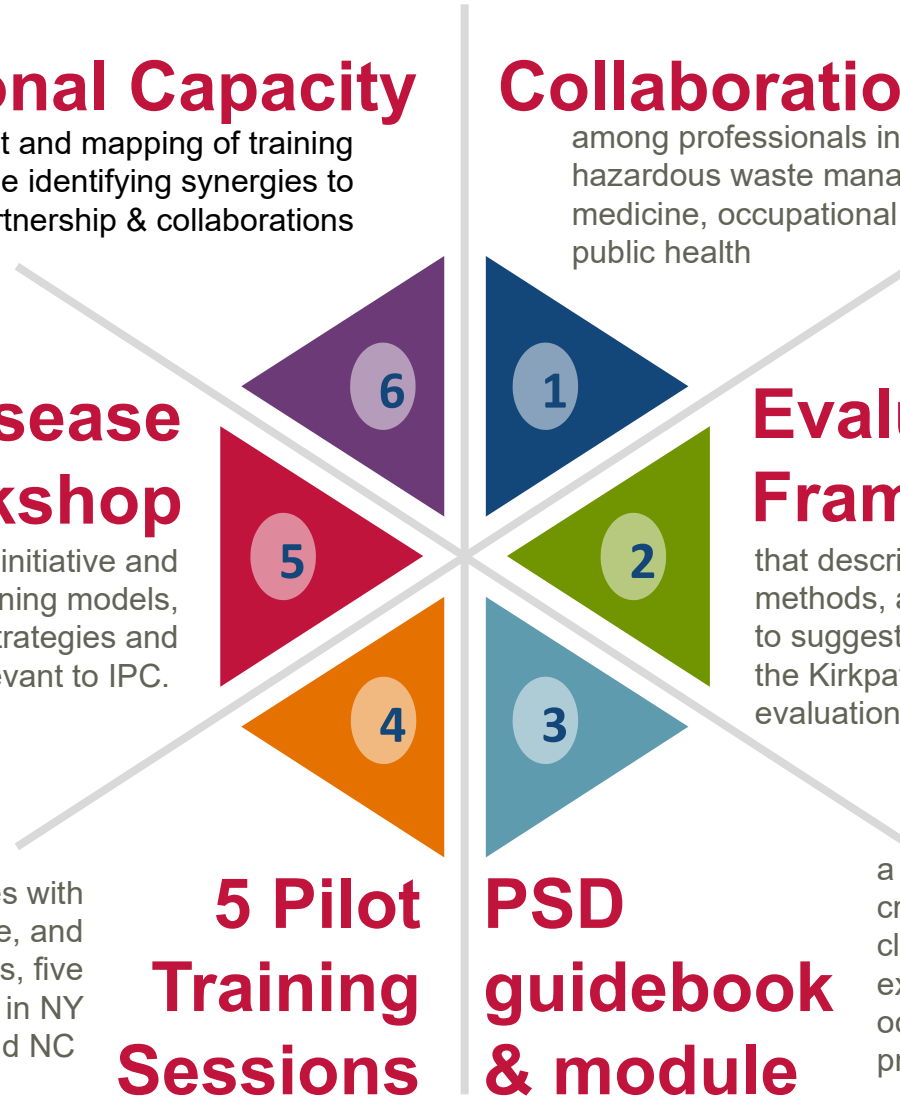 onal Capacity
t and mapping of training
e identifying synergies to
rtnership & collaborations
Collaboratio
among professionals in
hazardous waste mana
medicine, occupational
public health
6
1
sease
kshop
initiative and
ning models,
trategies and
evant to IPC.
5
2
Evalu
Fram
that descri
methods, a
to suggest
the Kirkpat
evaluation
4
3
es with
e, and
s, five
in NY
d NC
5 Pilot
Training
Sessions
PSD
guidebook
& module
a
cr
cl
ex
oc
pr